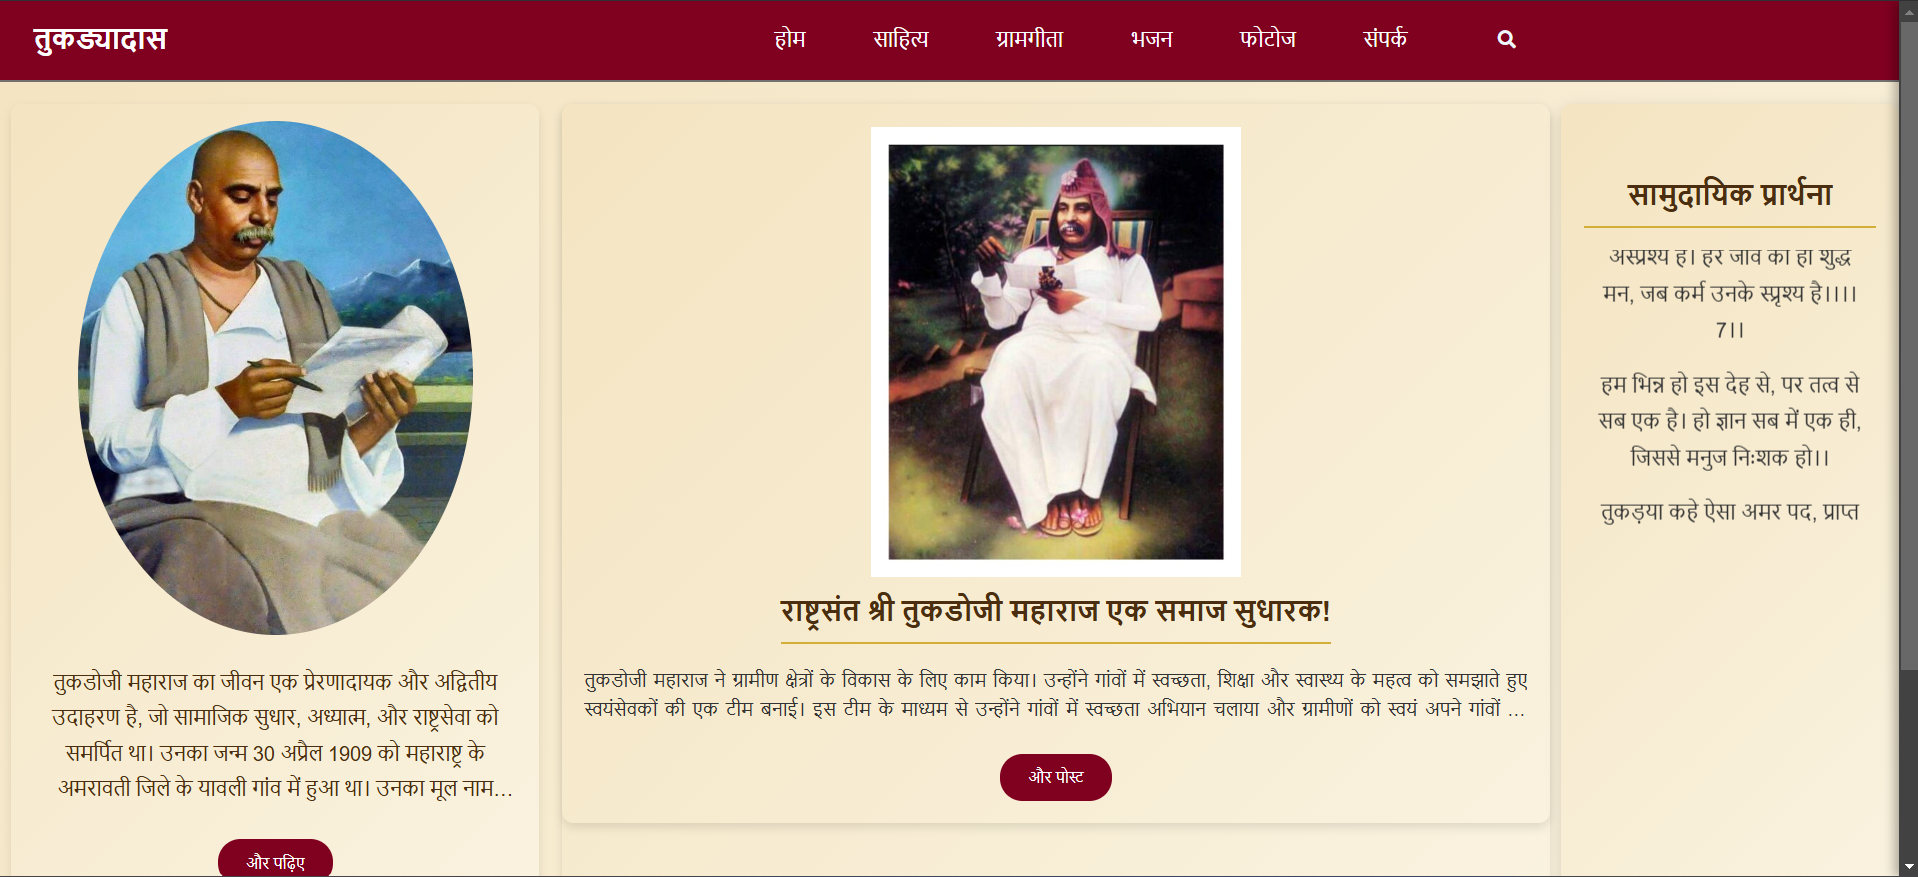 तुकड्यादास
होम साहित्य ग्रामगीता भजन फोटोज संपर्क
तुकडोजी महाराज का जीवन एक प्रेरणादायक और अद्वितीय
उदाहरण है, जो सामाजिक सुधार, अध्यात्म, और राष्ट्रसेवा को
समर्पित था। उनका जन्म 30 अप्रैल 1909 को महाराष्ट्र के
अमरावती जिले के यावली गांव में हुआ था। उनका मूल नाम...
और पढ़िए
राष्ट्रसंत श्री तुकडोजी महाराज एक समाज सुधारक!
तुकडोजी महाराज ने ग्रामीण क्षेत्रों के विकास के लिए काम किया। उन्होंने गांवों में स्वच्छता, शिक्षा और स्वास्थ्य के महत्व को समझाते हुए
स्वयंसेवकों की एक टीम बनाई। इस टीम के माध्यम से उन्होंने गांवों में स्वच्छता अभियान चलाया और ग्रामीणों को स्वयं अपने गांवों ...
और पोस्ट
सामुदायिक प्रार्थना
अस्प्रश्य ह। हर जाव का हा शुद्ध
मन, जब कर्म उनके स्प्रृश्य है।।।।
7।।
हम भिन्न हो इस देह से, पर तत्व से
सब एक है। हो ज्ञान सब में एक ही,
जिससे मनुज निःशक हो।।
तुकड़या कहे ऐसा अमर पद, प्राप्त